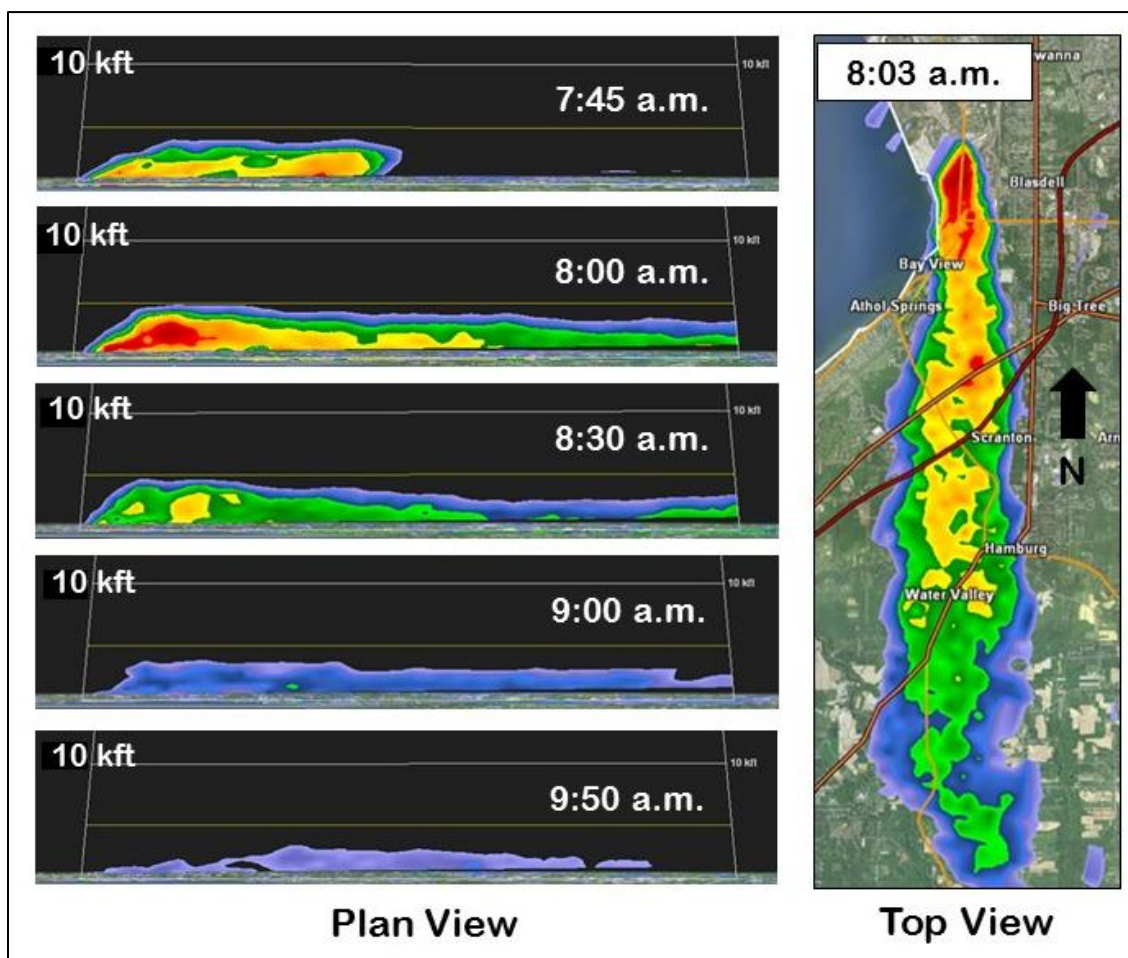 10 kft
10 kft
7:45 a.m.
10 kft
10 kft
8:00 a.m.
10 kft
10 kft
8:30 a.m.
10 kft
10 kft
9:00 a.m.
10 kft
10 kft
9:50 a.m.
Plan View
8:03 a.m.
wanna
Blasdell
Bay View
Athol Springs
Big Tree
Scranton
Arn
N
Hamburg
Water Valley
Top View